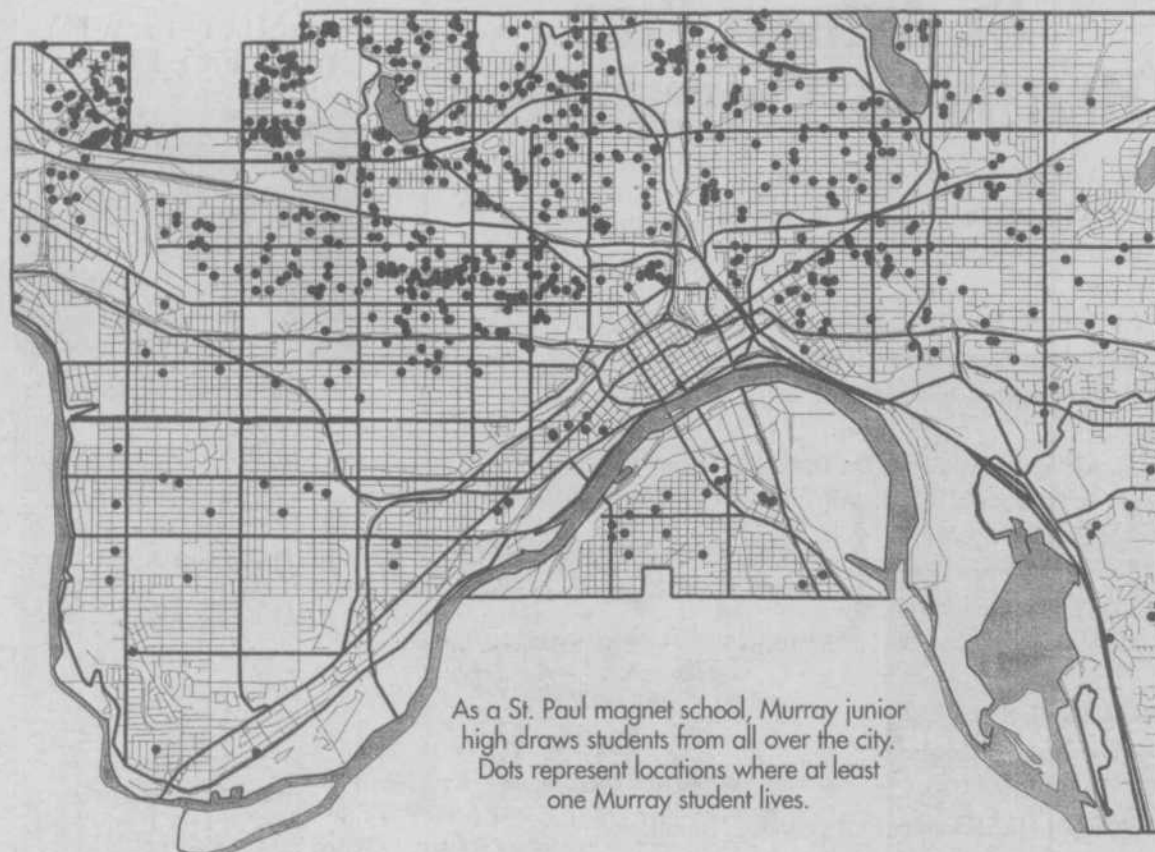 As a St. Paul magnet school, Murray junior
high draws students from all over the city.
Dots represent locations where at least
one Murray student lives.